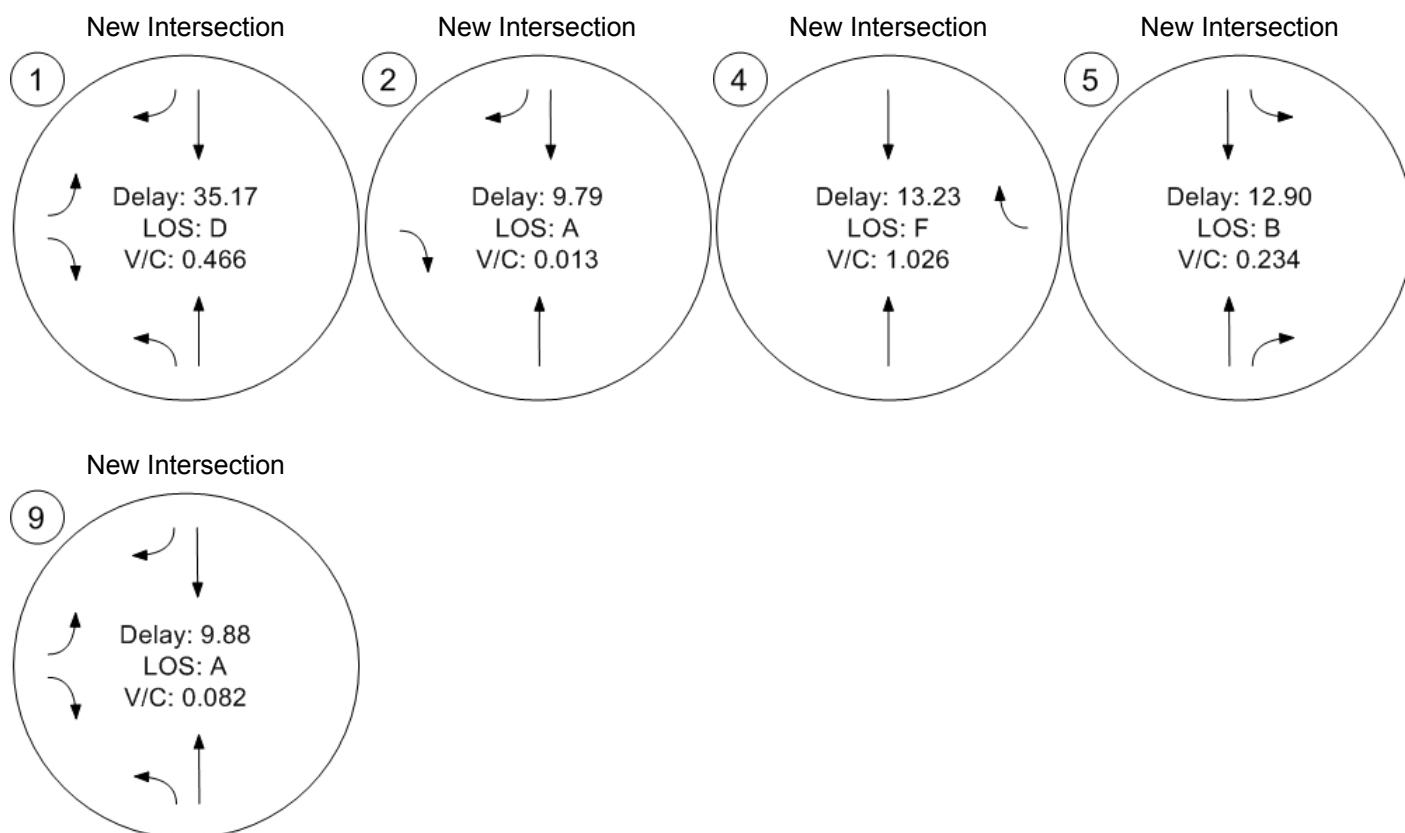 New Intersection
1
Delay: 35.17
LOS: D
V/C: 0.466
New Intersection
2
Delay: 9.79
LOS: A
V/C: 0.013
New Intersection
4
Delay: 13.23
LOS: F
V/C: 1.026
New Intersection
5
Delay: 12.90
LOS: B
V/C: 0.234
New Intersection
9
Delay: 9.88
LOS: A
V/C: 0.082